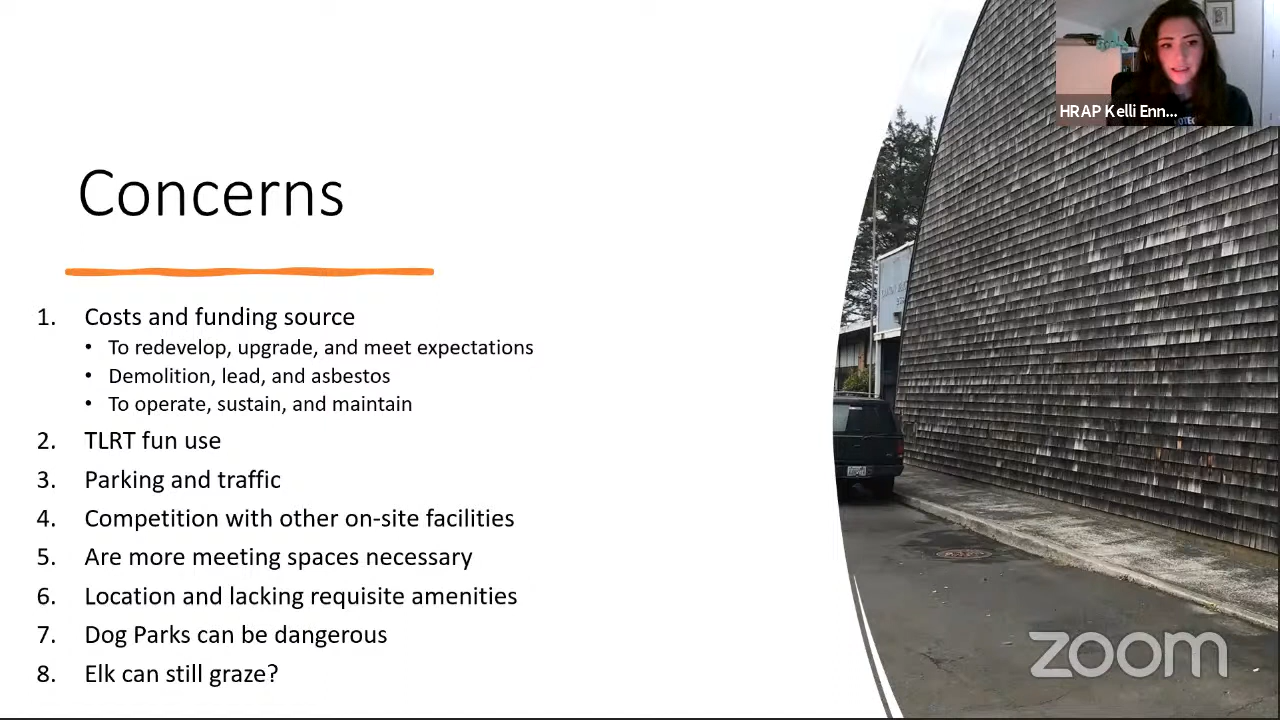 HRAP Kelli Enn...
Concerns
1. Costs and funding source
• To redevelop, upgrade, and meet expectations
• Demolition, lead, and asbestos
• To operate, sustain, and maintain
2. TLRT fun use
3. Parking and traffic
4. Competition with other on-site facilities
5. Are more meeting spaces necessary
6. Location and lacking requisite amenities
7. Dog Parks can be dangerous
8. Elk can still graze?
zoom